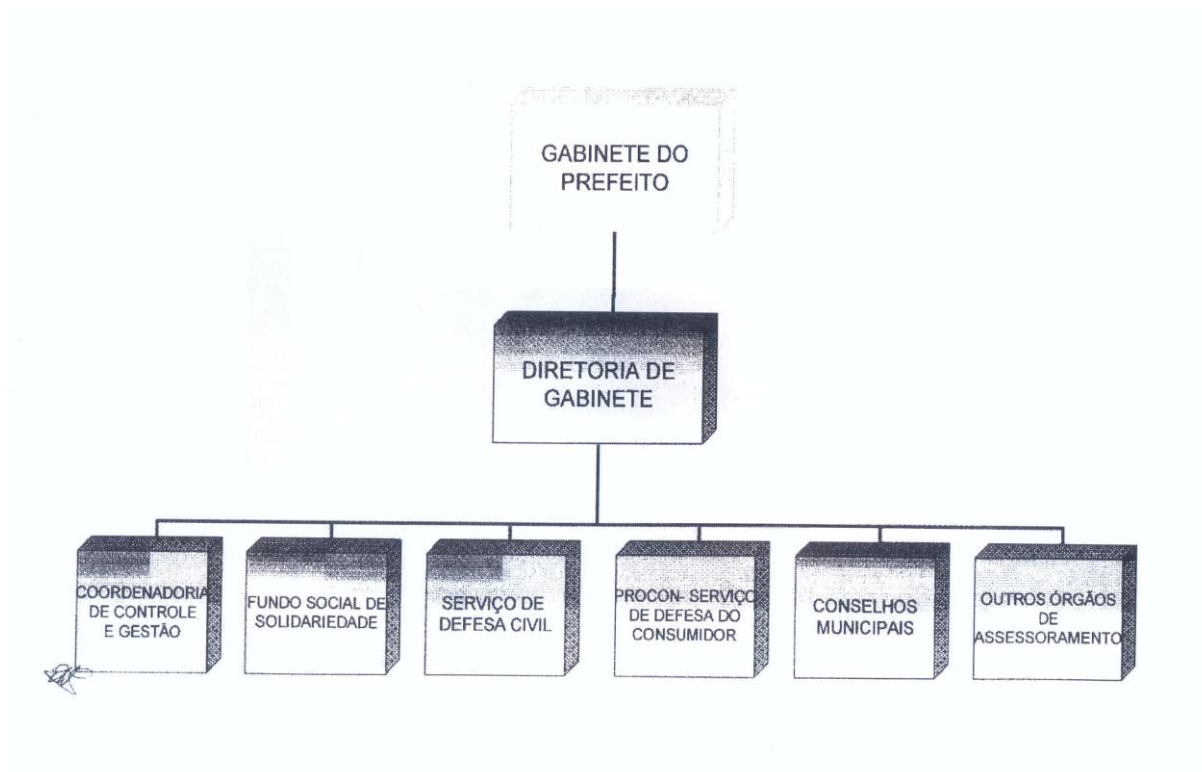 GABINETE DO
PREFEITO
DIRETORIA DE
GABINETE
COORDENADORIA
DE CONTROLE
E GESTÃO
FUNDO SOCIAL DE
SOLIDARIEDADE
SERVIÇO DE
DEFESA CIVIL
PROCON- SERVIÇO
DE DEFESA DO
CONSUMIDOR
CONSELHOS
MUNICIPAIS
OUTROS ÓRGÃOS
DE
ASSESSORAMENTO